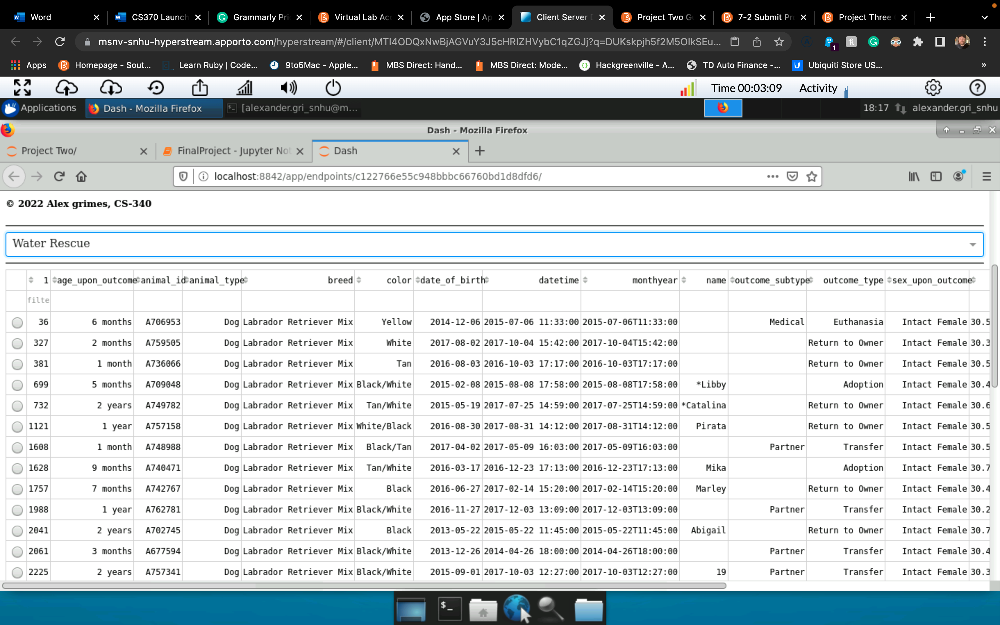 Word
CS370 Launch
Grammarly Pri
Virtual Lab Acc
App Store | Ap
Client Server D
Project Two Gu
7-2 Submit Pro
Project Three
msnv-snhu-hyperstream.apporto.com/hyperstream/#/client/MTI4ODQxNwBjAGVuY3J5cHRlZHVybC1qZGJj?q=DUKskpjh5f2M5OlkSEu...
1
Apps
Homepage - Sout...
Learn Ruby | Code...
9to5Mac - Apple...
MBS Direct: Hand...
MBS Direct: Mode...
Hackgreenville - A...
TD Auto Finance -...
Ubiquiti Store US...
»
Time 00:03:09
Activity
Applications
Dash - Mozilla Firefox
[alexander.gri_snhu@m...
18:17
alexander.gri_snhu
Dash - Mozilla Firefox
Project Two/
FinalProject - Jupyter Not
Dash
localhost:8842/app/endpoints/c122766e55c948bbbc66760bd1d8dfd6/
© 2022 Alex grimes, CS-340
Water Rescue
1 age_upon_outcome animal_id animal_type breed color date_of_birth datetime monthyear name outcome_subtype outcome_type sex_upon_outcome
filte
36 6 months A706953 Dog Labrador Retriever Mix Yellow 2014-12-06 2015-07-06 11:33:00 2015-07-06T11:33:00 Medical Euthanasia Intact Female 30.5
327 2 months A759505 Dog Labrador Retriever Mix White 2017-08-02 2017-10-04 15:42:00 2017-10-04T15:42:00 Return to Owner Intact Female 30.3
381 1 month A736066 Dog Labrador Retriever Mix Tan 2016-08-03 2016-10-03 17:17:00 2016-10-03T17:17:00 Return to Owner Intact Female 30.5
699 5 months A709048 Dog Labrador Retriever Mix Black/White 2015-02-08 2015-08-08 17:58:00 2015-08-08T17:58:00 *Libby Adoption Intact Female 30.4
732 2 years A749782 Dog Labrador Retriever Mix Tan/White 2015-05-19 2017-07-25 14:59:00 2017-07-25T14:59:00 *Catalina Return to Owner Intact Female 30.6
1121 1 year A757158 Dog Labrador Retriever Mix White/Black 2016-08-30 2017-08-31 14:12:00 2017-08-31T14:12:00 Pirata Return to Owner Intact Female 30.5
1608 1 month A748988 Dog Labrador Retriever Mix Black/Tan 2017-04-02 2017-05-09 16:03:00 2017-05-09T16:03:00 Partner Transfer Intact Female 30.5
1628 9 months A740471 Dog Labrador Retriever Mix Tan/White 2016-03-17 2016-12-23 17:13:00 2016-12-23T17:13:00 Mika Adoption Intact Female 30.7
1757 7 months A742767 Dog Labrador Retriever Mix Black 2016-06-27 2017-02-14 15:20:00 2017-02-14T15:20:00 Marley Return to Owner Intact Female 30.4
1988 1 year A762781 Dog Labrador Retriever Mix Black/White 2016-11-27 2017-12-03 13:09:00 2017-12-03T13:09:00 Partner Transfer Intact Female 30.2
2041 2 years A702745 Dog Labrador Retriever Mix Black 2013-05-22 2015-05-22 11:45:00 2015-05-22T11:45:00 Abigail Return to Owner Intact Female 30.7
2061 3 months A677594 Dog Labrador Retriever Mix Black/White 2013-12-26 2014-04-26 18:00:00 2014-04-26T18:00:00 Partner Transfer Intact Female 30.4
2225 2 years A757341 Dog Labrador Retriever Mix Black/White 2015-09-01 2017-10-03 12:27:00 2017-10-03T12:27:00 19 Partner Transfer Intact Female 30.3